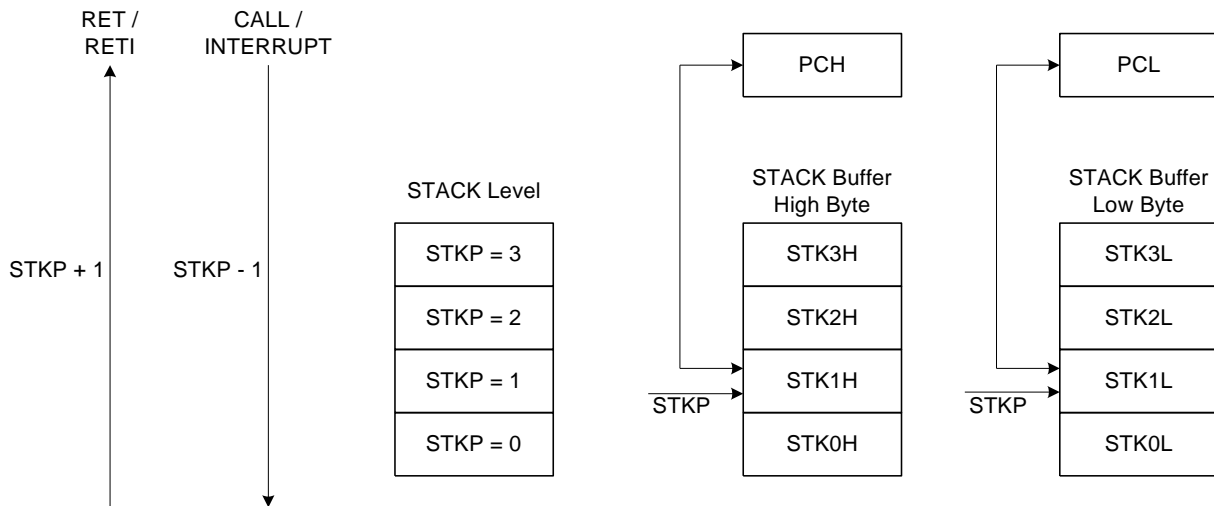 RET /
RETI
CALL /
INTERRUPT
PCH
PCL
STACK Level
STACK Buffer
High Byte
STACK Buffer
Low Byte
STKP + 1
STKP - 1
STKP = 3
STK3H
STK3L
STKP = 2
STK2H
STK2L
STKP = 1
STK1H
STK1L
STKP
STKP
STKP = 0
STK0H
STK0L